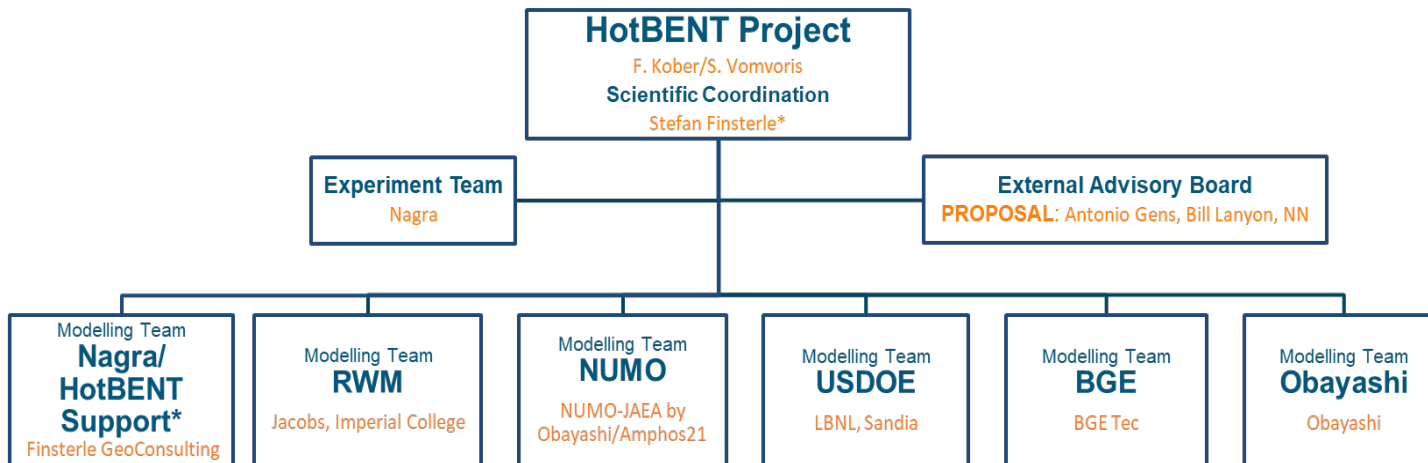 HotBENT Project
F. Kober/S. Vomvoris
Scientific Coordination
Stefan Finsterle*
Experiment Team
Nagra
External Advisory Board
PROPOSAL: Antonio Gens, Bill Lanyon, NN
Modelling Team
Nagra/
HotBENT
Support*
Finsterle GeoConsulting
Modelling Team
RWM
Jacobs, Imperial College
Modelling Team
NUMO
NUMO-JAEA by
Obayashi/Amphos21
Modelling Team
USDOE
LBNL, Sandia
Modelling Team
BGE
BGE Tec
Modelling Team
Obayashi
Obayashi